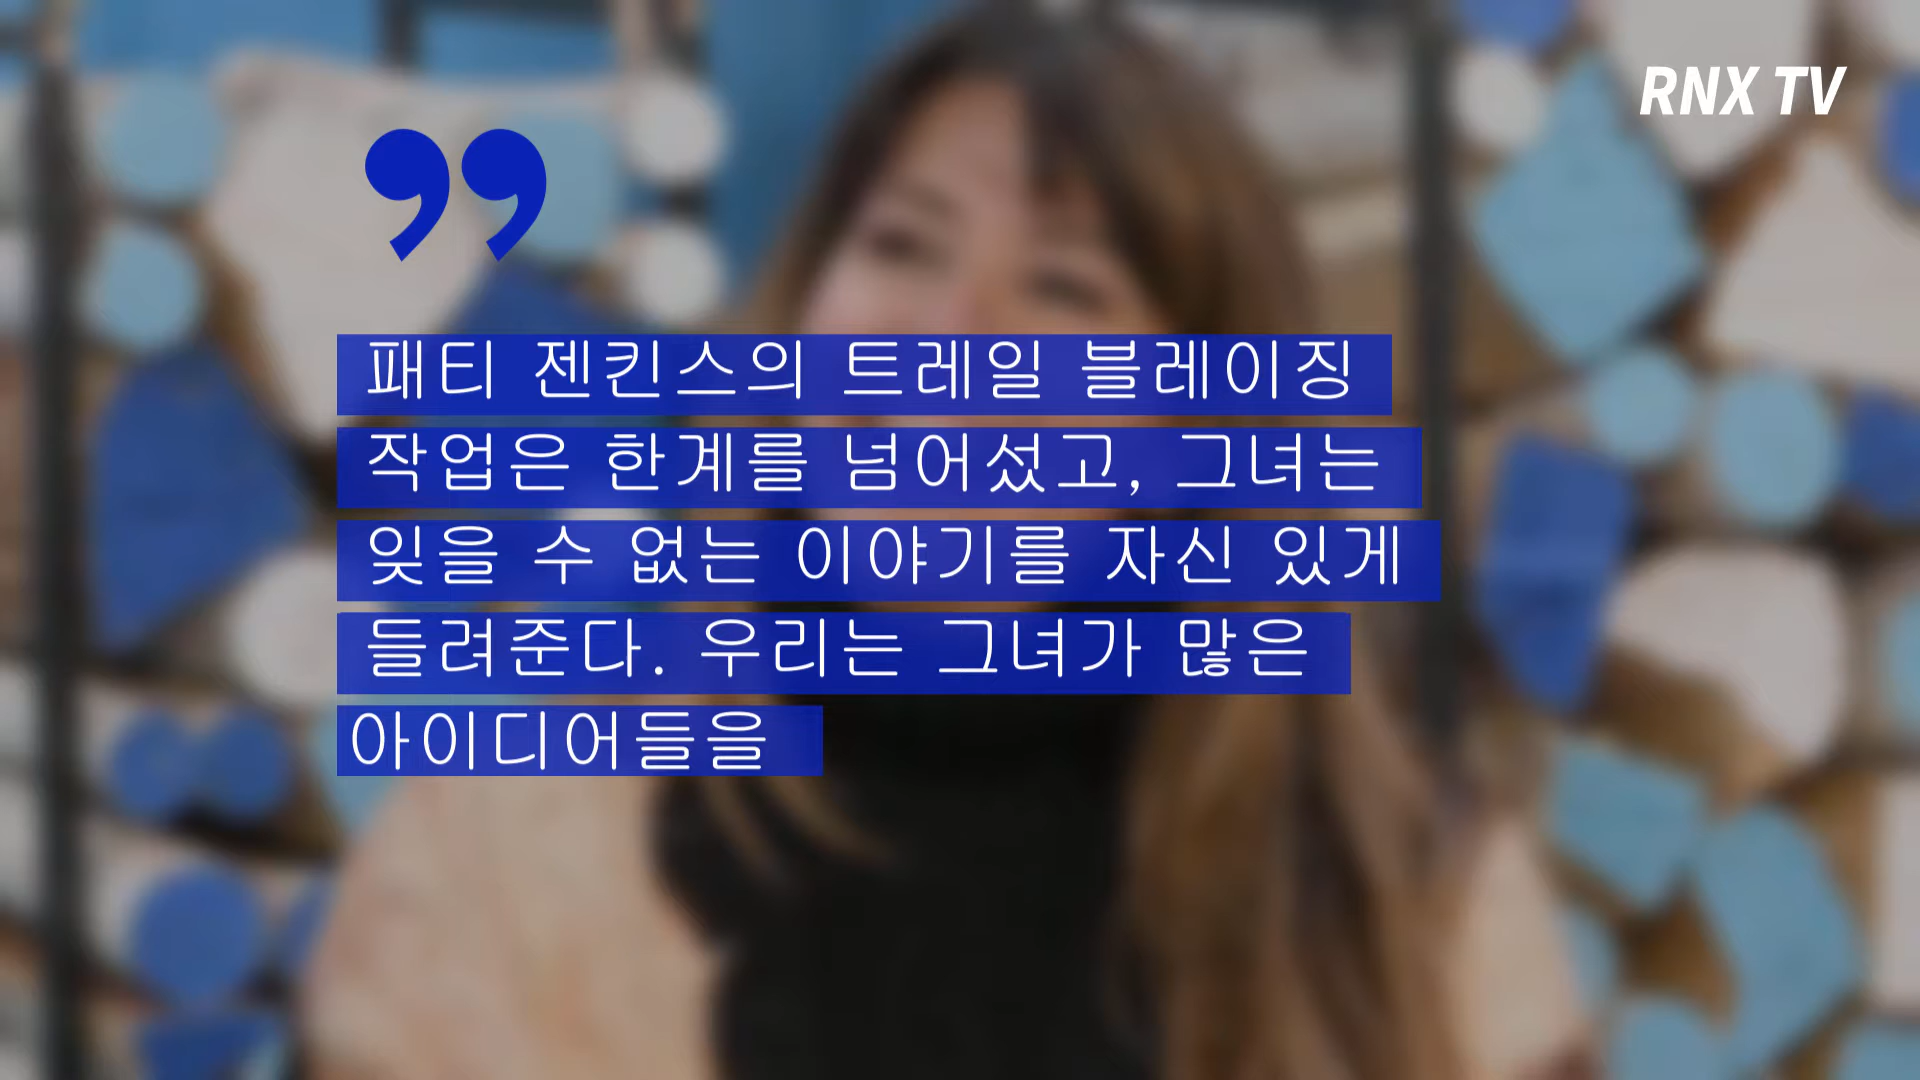 RNX TV
”
패티 젠킨스의 트레일 블레이징
작업은 한계를 넘어섰고, 그녀는
잊을 수 없는 이야기를 자신 있게
들려준다. 우리는 그녀가 많은
아이디어들을